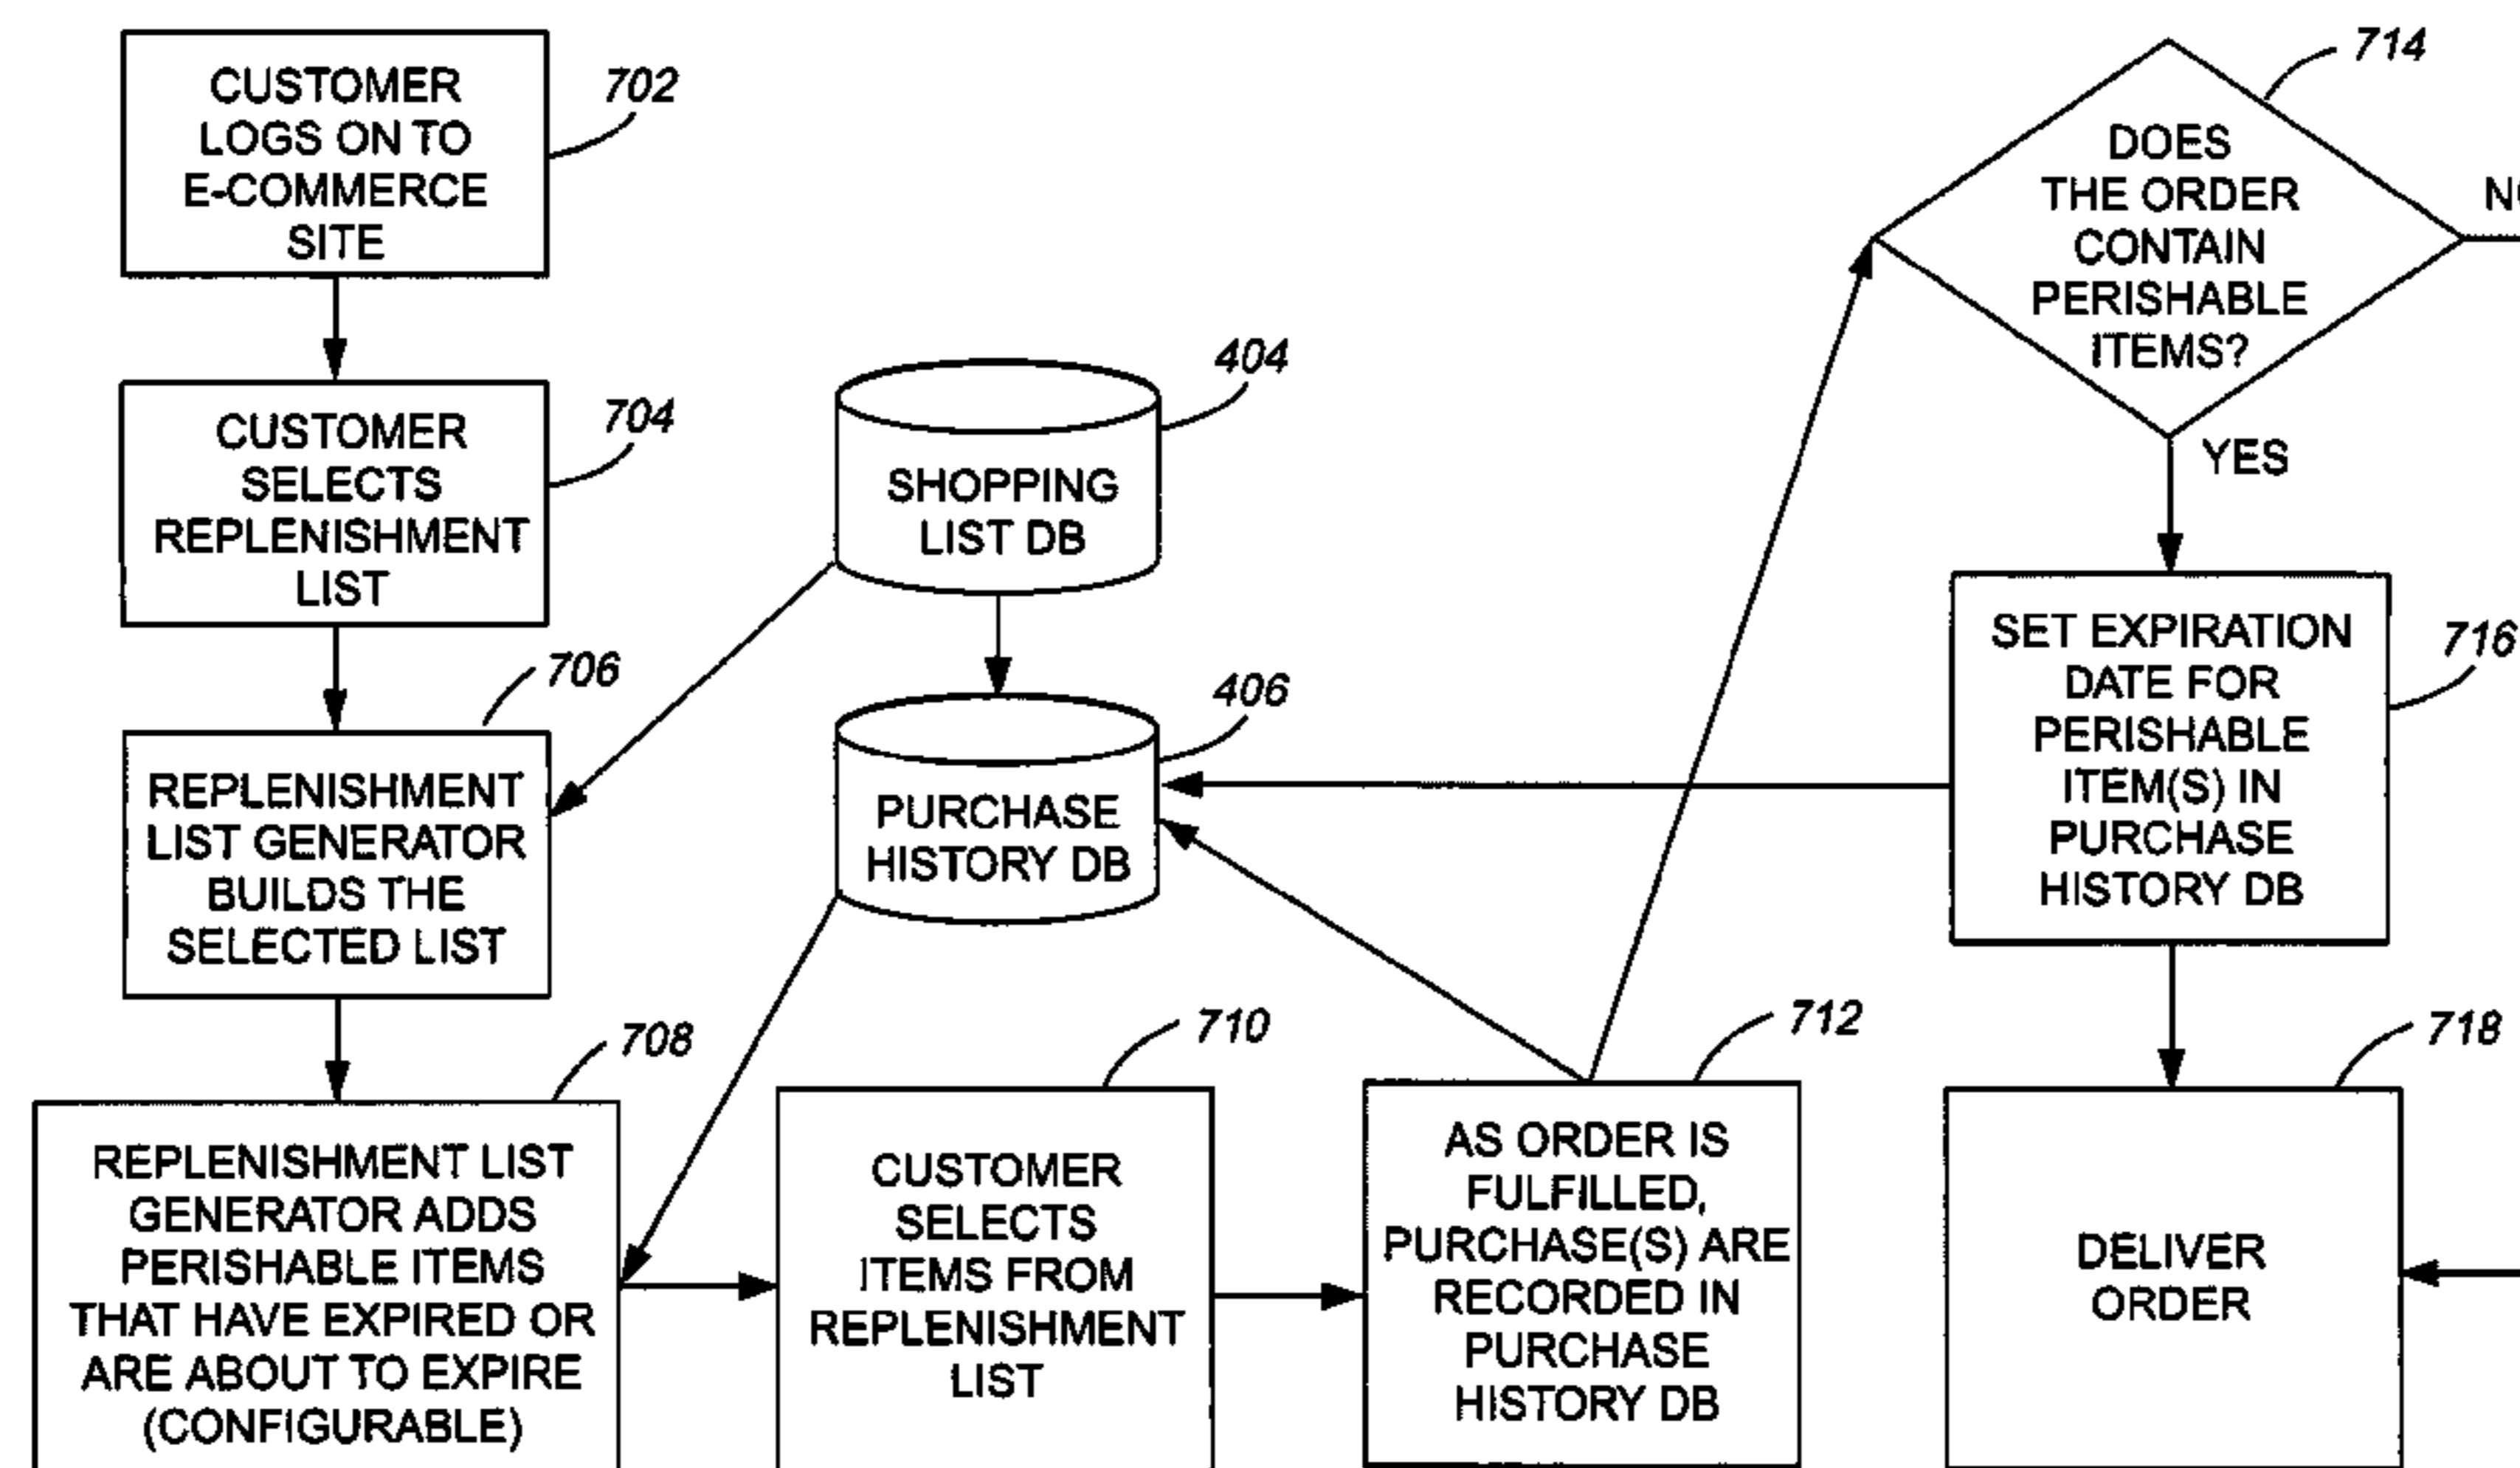 CUSTOMER
LOGS ON TO
E-COMMERCE
SITE
702
CUSTOMER
SELECTS
REPLENISHMENT
LIST
704
706
REPLENISHMENT
LIST GENERATOR
BUILDS THE
SELECTED LIST
708
REPLENISHMENT LIST
GENERATOR ADDS
PERISHABLE ITEMS
THAT HAVE EXPIRED OR
ARE ABOUT TO EXPIRE
(CONFIGURABLE)
404
SHOPPING
LIST DB
406
PURCHASE
HISTORY DB
710
CUSTOMER
SELECTS
ITEMS FROM
REPLENISHMENT
LIST
712
AS ORDER IS
FULFILLED,
PURCHASE(S) ARE
RECORDED IN
PURCHASE
HISTORY DB
714
DOES
THE ORDER
CONTAIN
PERISHABLE
ITEMS?
YES
716
SET EXPIRATION
DATE FOR
PERISHABLE
ITEM(S) IN
PURCHASE
HISTORY DB
718
DELIVER
ORDER